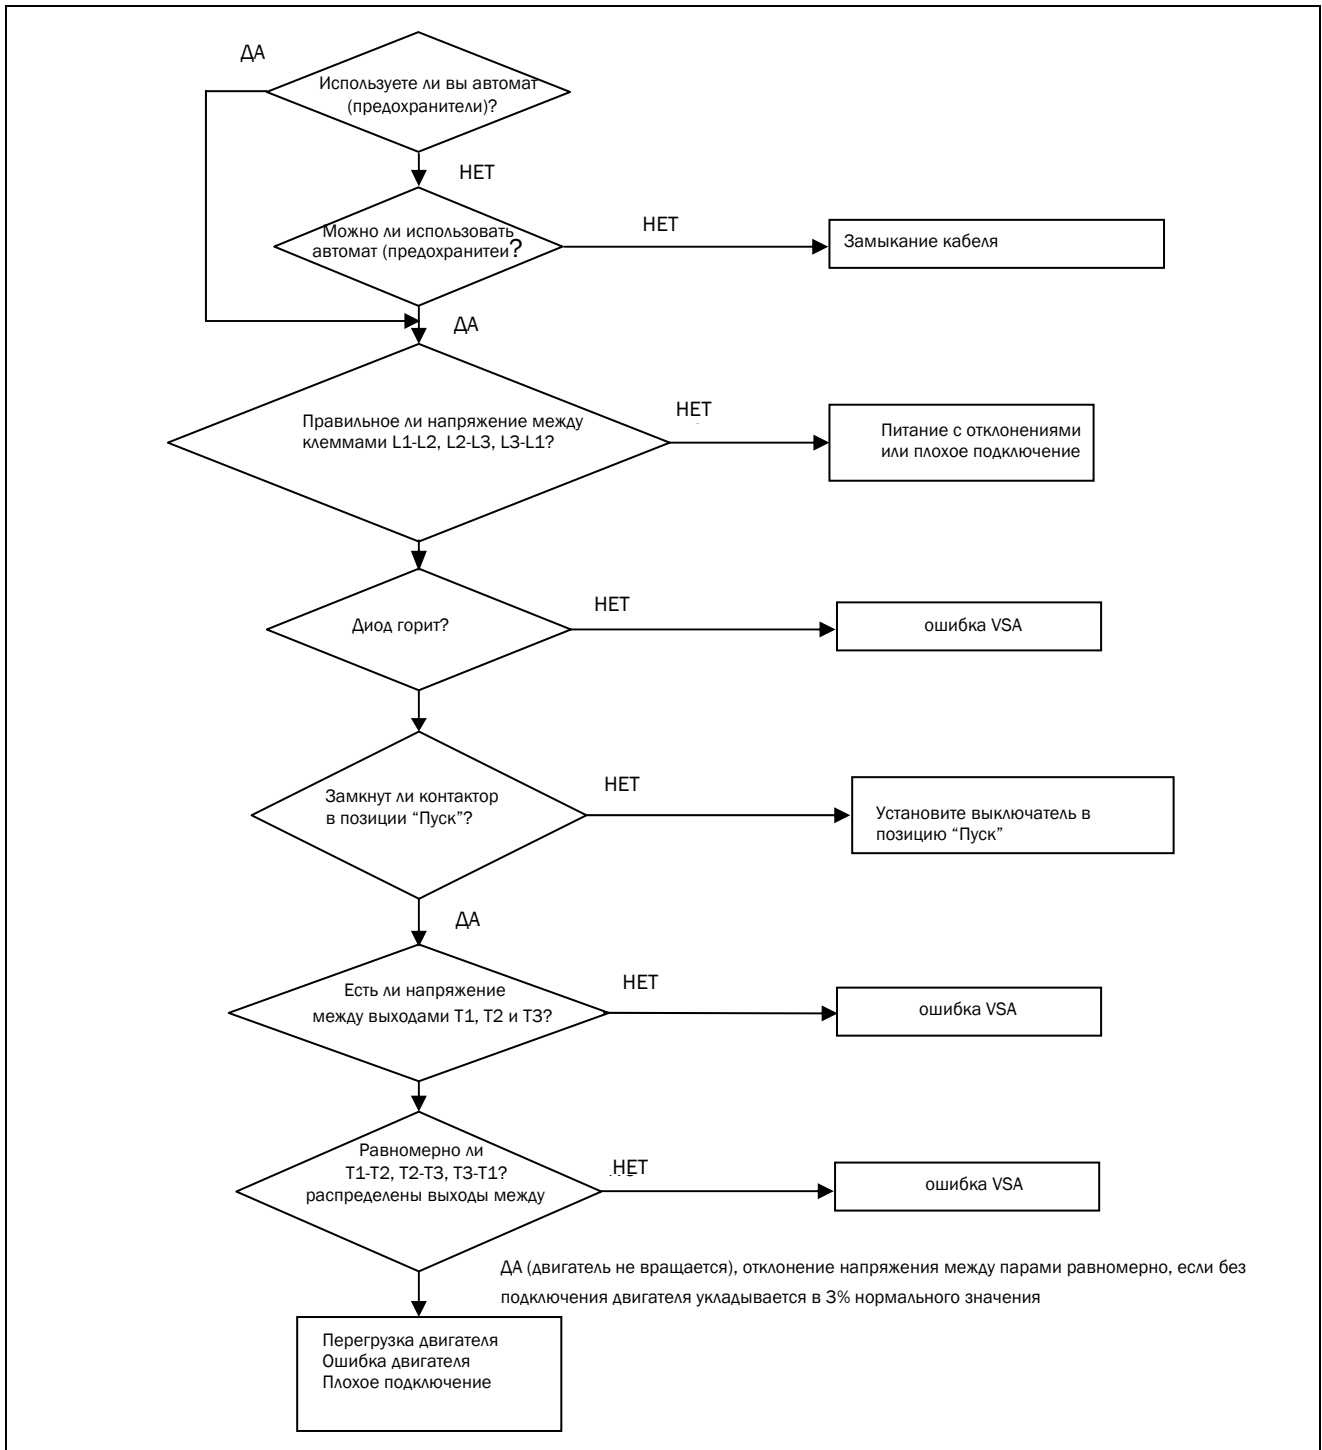 ДА
Используете ли вы автомат
(предохранители)?
НЕТ
Можно ли использовать
автомат (предохранитеи?
НЕТ
Замыкание кабеля
ДА
Правильное ли напряжение между
клеммами L1-L2, L2-L3, L3-L1?
НЕТ
Питание с отклонениями
или плохое подключение
Диод горит?
НЕТ
ошибка VSA
Замкнут ли контактор
в позиции “Пуск”?
НЕТ
Установите выключатель в
позицию “Пуск”
ДА
Есть ли напряжение
между выходами T1, T2 и T3?
НЕТ
ошибка VSA
Равномерно ли
T1-T2, T2-T3, T3-T1?
распределены выходы между
НЕТ
ошибка VSA
ДА (двигатель не вращается), отклонение напряжения между парами равномерно, если без
подключения двигателя укладывается в 3% нормального значения
Перегрузка двигателя
Ошибка двигателя
Плохое подключение